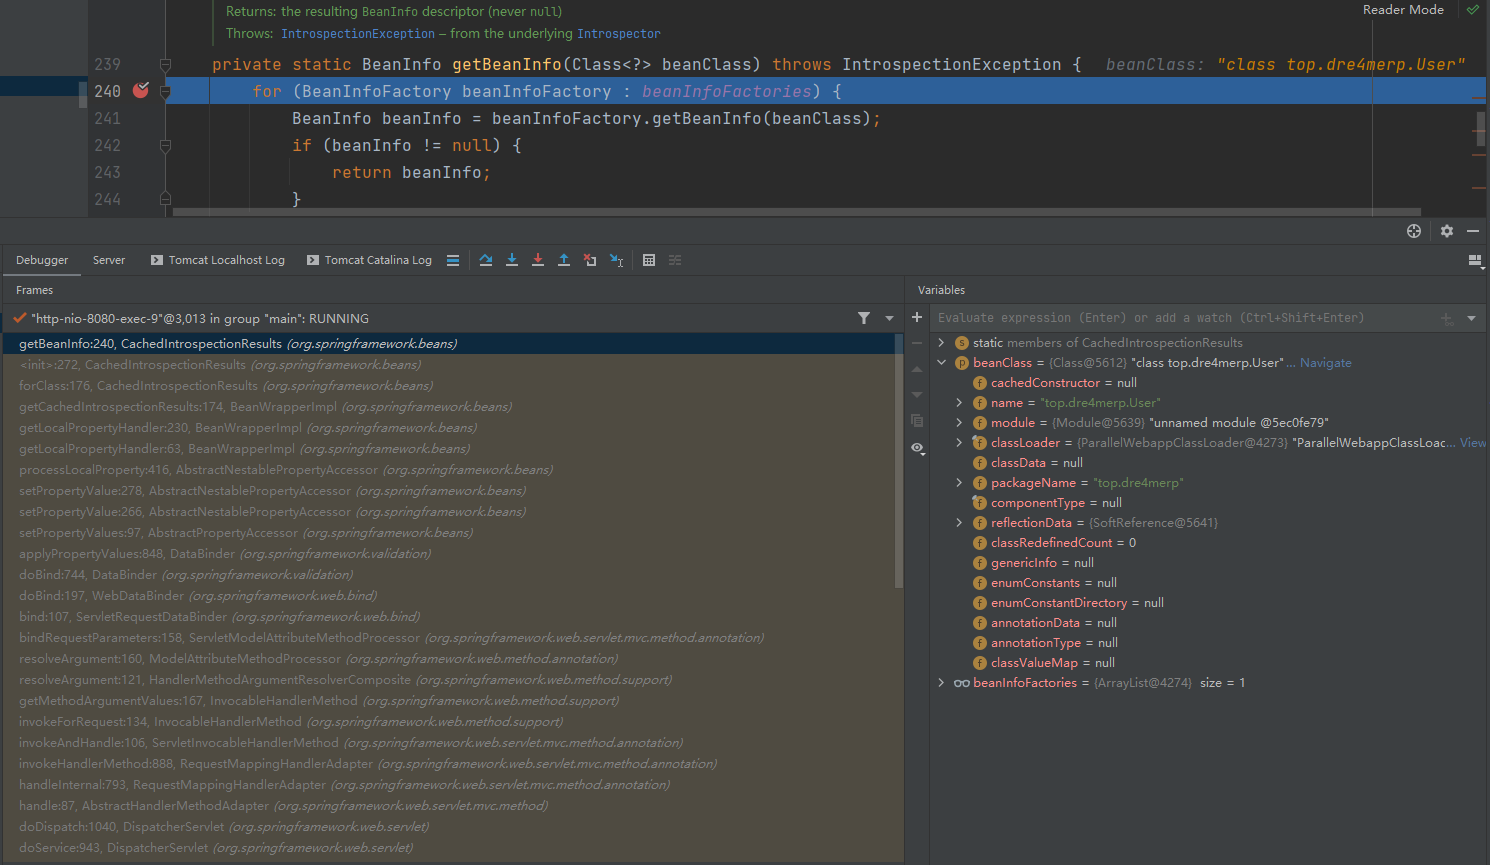 Returns: the resulting BeanInfo descriptor (never null)
Reader Mode
Throws: IntrospectionException – from the underlying Introspector
239 private static BeanInfo getBeanInfo(Class<?> beanClass) throws IntrospectionException { beanClass: "class top.dre4merp.User"
240 for (BeanInfoFactory beanInfoFactory : beanInfoFactories) {
241 BeanInfo beanInfo = beanInfoFactory.getBeanInfo(beanClass);
242 if (beanInfo != null) {
243 return beanInfo;
244 }
Debugger Server Tomcat Localhost Log Tomcat Catalina Log
Frames
"http-nio-8080-exec-9"@3,013 in group "main": RUNNING
getBeanInfo:240, CachedIntrospectionResults (org.springframework.beans)
<init>:272, CachedIntrospectionResults (org.springframework.beans)
forClass:176, CachedIntrospectionResults (org.springframework.beans)
getCachedIntrospectionResults:174, BeanWrapperImpl (org.springframework.beans)
getLocalPropertyHandler:230, BeanWrapperImpl (org.springframework.beans)
getLocalPropertyHandler:63, BeanWrapperImpl (org.springframework.beans)
processLocalProperty:416, AbstractNestablePropertyAccessor (org.springframework.beans)
setPropertyValue:278, AbstractNestablePropertyAccessor (org.springframework.beans)
setPropertyValue:266, AbstractNestablePropertyAccessor (org.springframework.beans)
setPropertyValues:97, AbstractPropertyAccessor (org.springframework.beans)
applyPropertyValues:848, DataBinder (org.springframework.validation)
doBind:744, DataBinder (org.springframework.validation)
doBind:197, WebDataBinder (org.springframework.web.bind)
bind:107, ServletRequestDataBinder (org.springframework.web.bind)
bindRequestParameters:158, ServletModelAttributeMethodProcessor (org.springframework.web.servlet.mvc.method.annotation)
resolveArgument:160, ModelAttributeMethodProcessor (org.springframework.web.method.annotation)
resolveArgument:121, HandlerMethodArgumentResolverComposite (org.springframework.web.method.support)
getMethodArgumentValues:167, InvocableHandlerMethod (org.springframework.web.method.support)
invokeForRequest:134, InvocableHandlerMethod (org.springframework.web.method.support)
invokeAndHandle:106, ServletInvocableHandlerMethod (org.springframework.web.servlet.mvc.method.annotation)
invokeHandlerMethod:888, RequestMappingHandlerAdapter (org.springframework.web.servlet.mvc.method.annotation)
handleInternal:793, RequestMappingHandlerAdapter (org.springframework.web.servlet.mvc.method.annotation)
handle:87, AbstractHandlerMethodAdapter (org.springframework.web.servlet.mvc.method)
doDispatch:1040, DispatcherServlet (org.springframework.web.servlet)
doService:943, DispatcherServlet (org.springframework.web.servlet)
Variables
Evaluate expression (Enter) or add a watch (Ctrl+Shift+Enter)
static members of CachedIntrospectionResults
beanClass = {Class@5612} "class top.dre4merp.User"... Navigate
cachedConstructor = null
name = "top.dre4merp.User"
module = {Module@5639} "unnamed module @5ec0fe79"
classLoader = {ParallelWebappClassLoader@4273} "ParallelWebappClassLoac... View
classData = null
packageName = "top.dre4merp"
componentType = null
reflectionData = {SoftReference@5641}
classRedefinedCount = 0
genericInfo = null
enumConstants = null
enumConstantDirectory = null
annotationData = null
annotationType = null
classValueMap = null
beanInfoFactories = {ArrayList@4274} size = 1